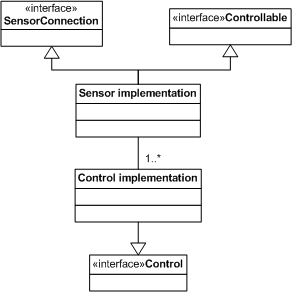 «interface»
SensorConnection
«interface»Controllable
Sensor implementation
1..*
Control implementation
«interface»Control